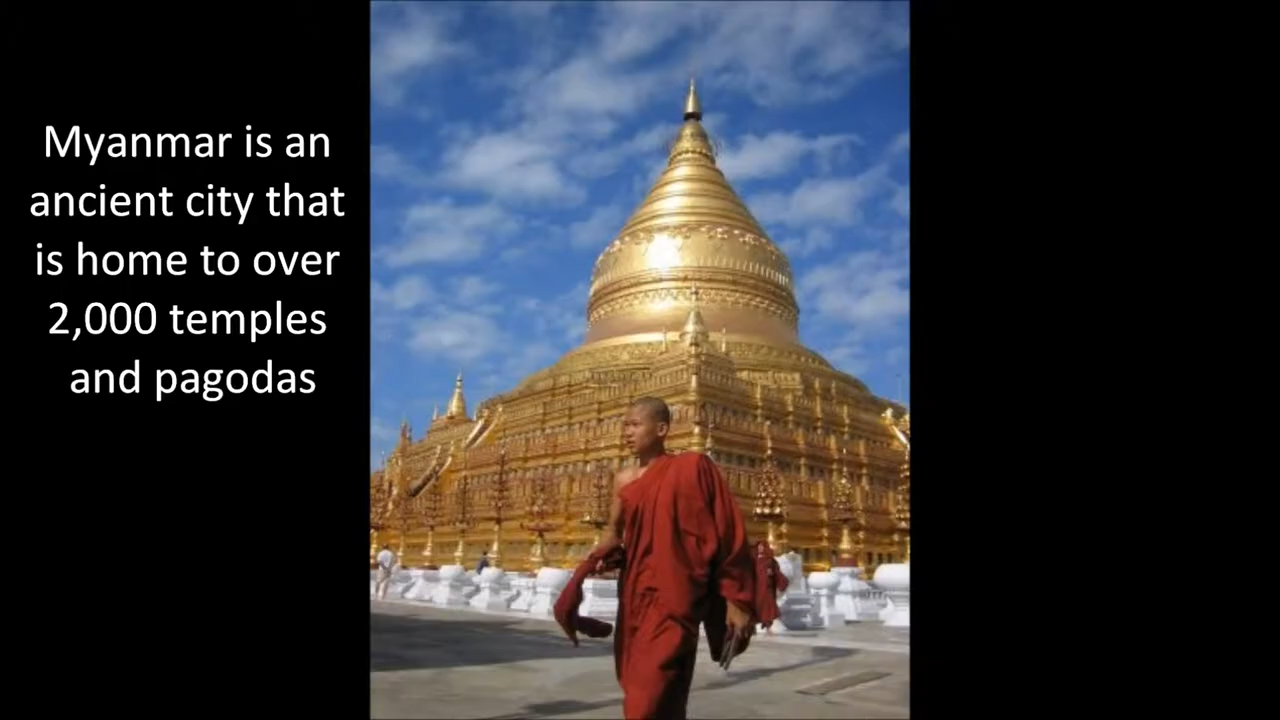 Myanmar is an
ancient city that
is home to over
2,000 temples
and pagodas